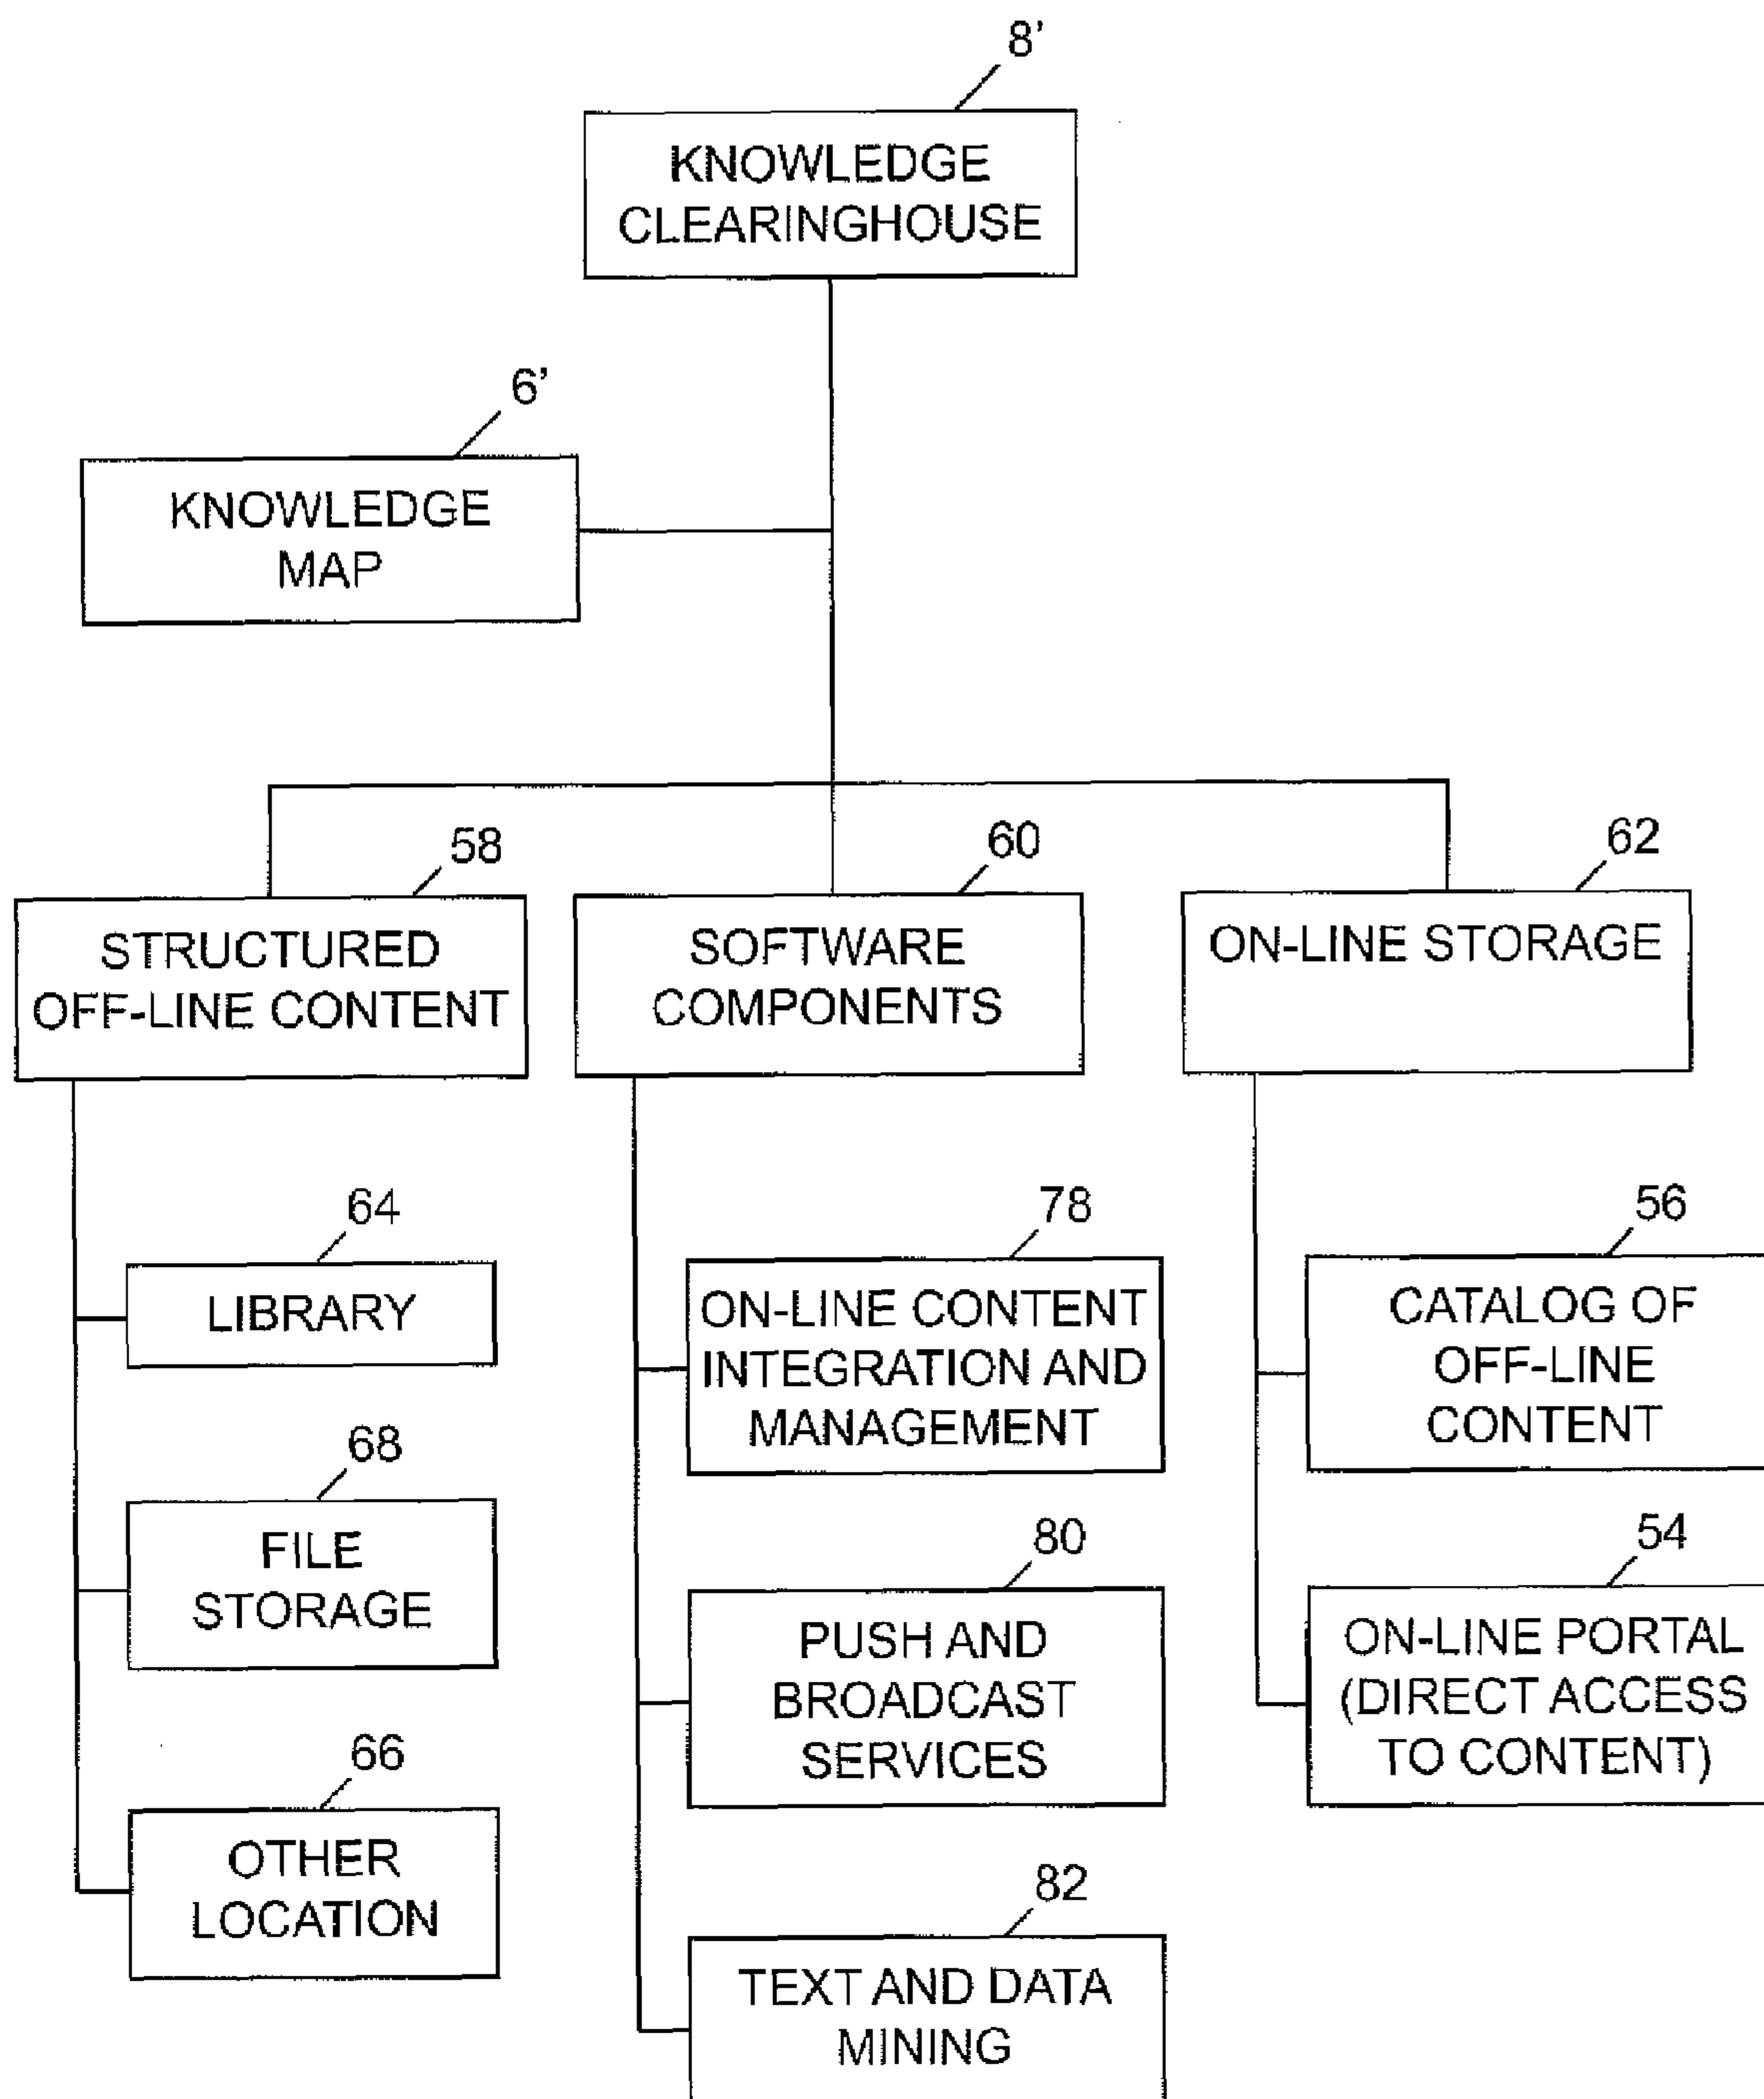 8’
KNOWLEDGE
CLEARINGHOUSE
6’
KNOWLEDGE
MAP
58
STRUCTURED
OFF-LINE CONTENT
60
SOFTWARE
COMPONENTS
62
ON-LINE STORAGE
64
LIBRARY
68
FILE
STORAGE
66
OTHER
LOCATION
78
ON-LINE CONTENT
INTEGRATION AND
MANAGEMENT
80
PUSH AND
BROADCAST
SERVICES
82
TEXT AND DATA
MINING
56
CATALOG OF
OFF-LINE
CONTENT
54
ON-LINE PORTAL
(DIRECT ACCESS
TO CONTENT)